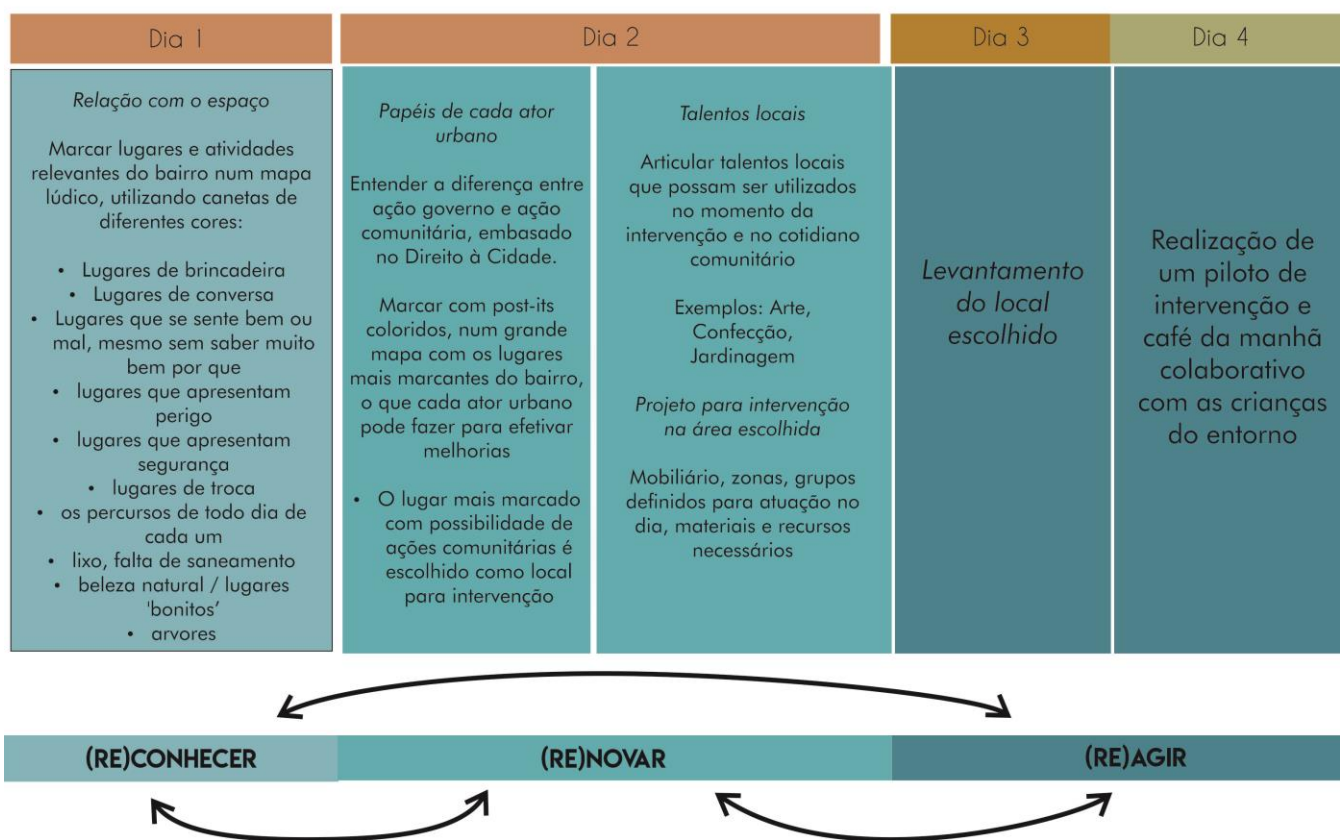 Dia 1
Relação com o espaço
Marcar lugares e atividades
relevantes do bairro num mapa
lúdico, utilizando canetas de
diferentes cores:
• Lugares de brincadeira
• Lugares de conversa
• Lugares que se sente bem ou
mal, mesmo sem saber muito
bem por que
• lugares que apresentam
perigo
• lugares que apresentam
segurança
• lugares de troca
• os percursos de todo dia de
cada um
• lixo, falta de saneamento
• beleza natural / lugares
'bonitos’
• arvores
Dia 2
Papéis de cada ator
urbano
Entender a diferença entre
ação governo e ação
comunitária, embasado
no Direito à Cidade.
Marcar com post-its
coloridos, num grande
mapa com os lugares
mais marcantes do bairro,
o que cada ator urbano
pode fazer para efetivar
melhorias
• O lugar mais marcado
com possibilidade de
ações comunitárias é
escolhido como local
para intervenção
Talentos locais
Articular talentos locais
que possam ser utilizados
no momento da
intervenção e no cotidiano
comunitário
Exemplos: Arte,
Confecção,
Jardinagem
Projeto para intervenção
na área escolhida
Mobiliário, zonas, grupos
definidos para atuação no
dia, materiais e recursos
necessários
Dia 3
Levantamento
do local
escolhido
Dia 4
Realização de
um piloto de
intervenção e
café da manhã
colaborativo
com as crianças
do entorno
(RE)CONHECER
(RE)NOVAR
(RE)AGIR